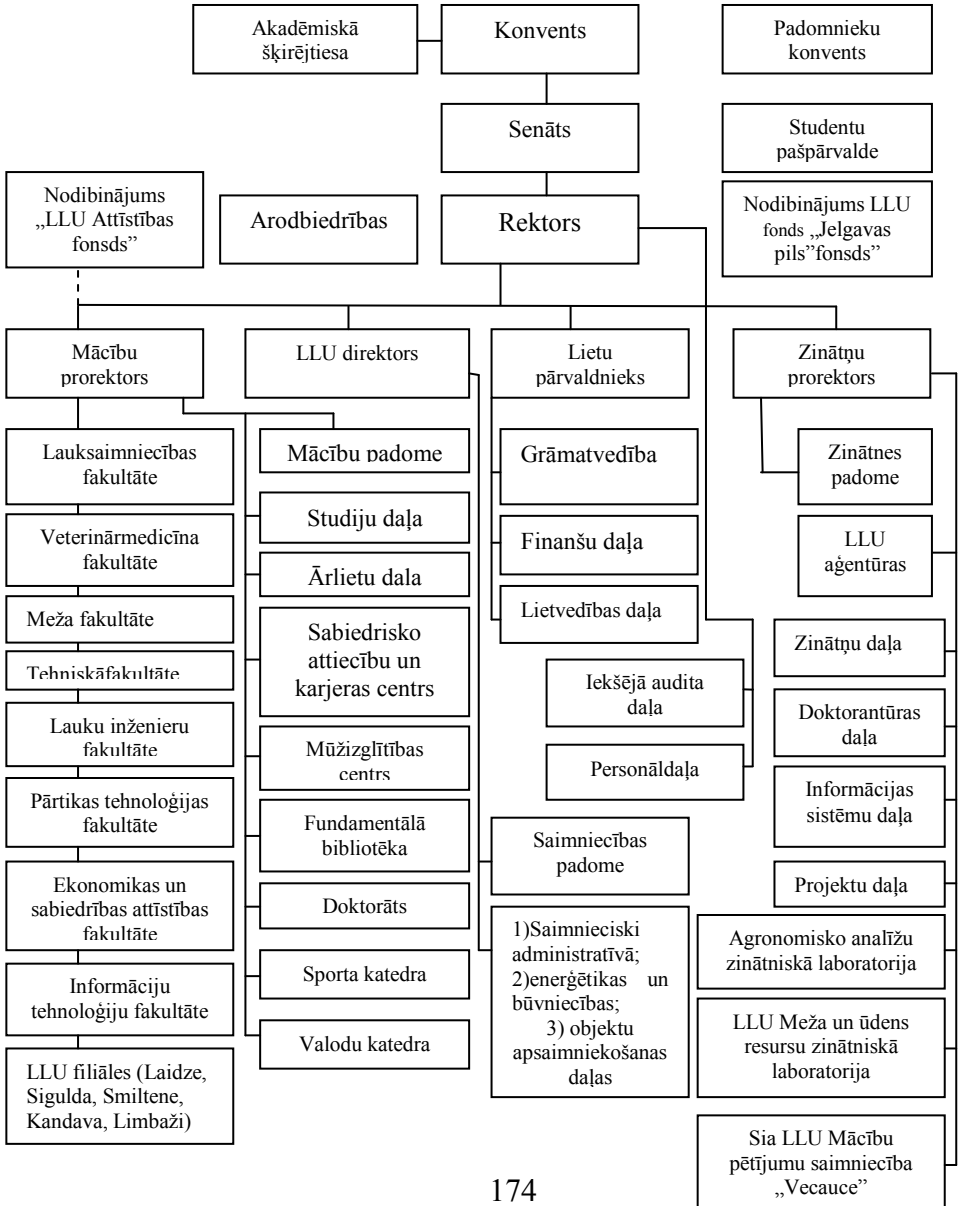 Akadēmiskā
šķirējtiesa
Konvents
Padomnieku
konvents
Senāts
Studentu
pašpārvalde
Nodibinājums
„LLU Attīstības
fonsds”
Arodbiedrības
Rektors
Nodibinājums LLU
fonds „Jelgavas
pils”fonsds”
Mācību
prorektors
LLU direktors
Lietu
pārvaldnieks
Zinātņu
prorektors
Lauksaimniecības
fakultāte
Veterinārmedicīna
fakultāte
Meža fakultāte
Tehniskāfakultāte
Lauku inženieru
fakultāte
Pārtikas tehnoloģijas
fakultāte
Ekonomikas un
sabiedrības attīstības
fakultāte
Informāciju
tehnoloģiju fakultāte
LLU filiāles (Laidze,
Sigulda, Smiltene,
Kandava, Limbaži)
Mācību padome
Studiju daļa
Ārlietu dala
Sabiedrisko
attiecību un
karjeras centrs
Mūžizglītības
centrs
Fundamentālā
bibliotēka
Doktorāts
Sporta katedra
Valodu katedra
Grāmatvedība
Finanšu daļa
Lietvedības daļa
Iekšējā audita
daļa
Personāldaļa
Saimniecības
padome
1)Saimnieciski
administratīvā;
2)enerģētikas un
būvniecības;
3) objektu
apsaimniekošanas
daļas
Zinātnes
padome
LLU
aģentūras
Zinātņu daļa
Doktorantūras
daļa
Informācijas
sistēmu daļa
Projektu daļa
Agronomisko analīžu
zinātniskā laboratorija
LLU Meža un ūdens
resursu zinātniskā
laboratorija
Sia LLU Mācību
pētījumu saimniecība
„Vecauce”
174